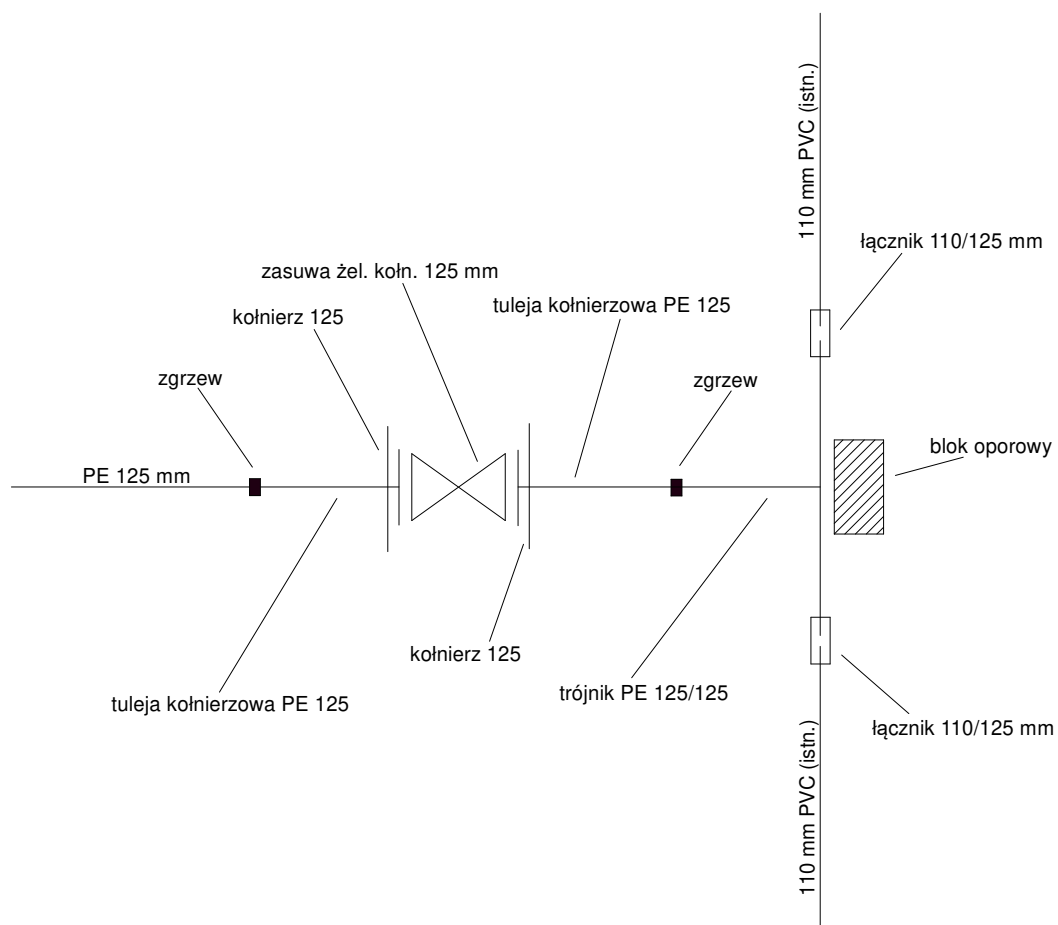 110 mm PVC (istn.)
łącznik 110/125 mm
zasuwa żel. kołn. 125 mm
tuleja kołnierzowa PE 125
kołnierz 125
zgrzew
zgrzew
blok oporowy
PE 125 mm
kołnierz 125
trójnik PE 125/125
tuleja kołnierzowa PE 125
łącznik 110/125 mm
110 mm PVC (istn.)